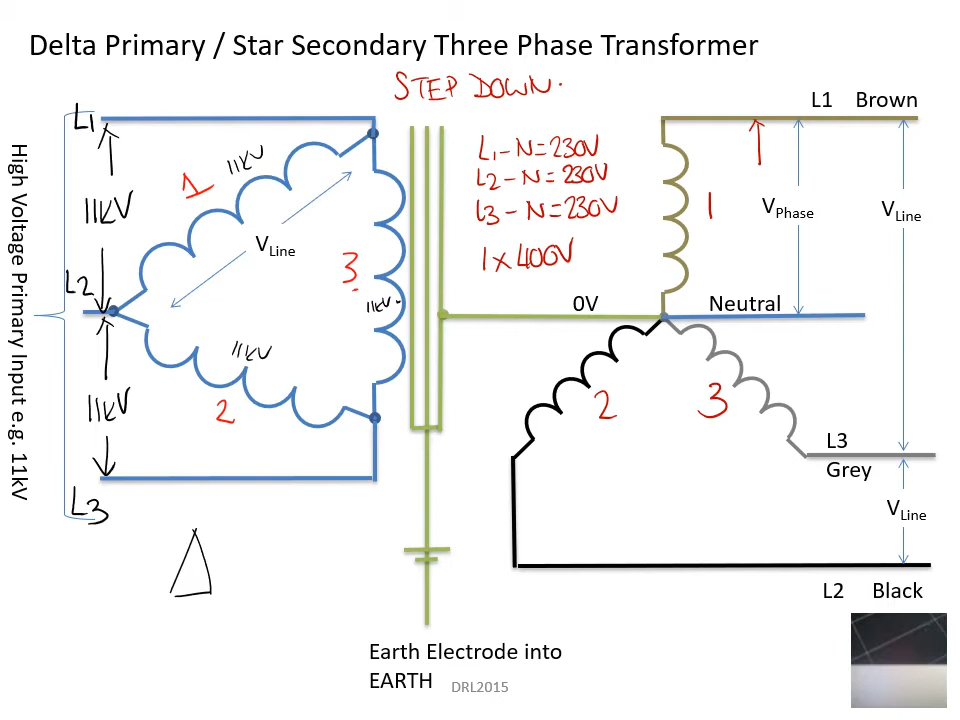 Delta Primary / Star Secondary Three Phase Transformer
STEP DOWN.
High Voltage Primary Input e.g. 11kV
L1
11kV
L2
11kV
L3
1
11kV
VLine
3
11kV
11kV
2
L1-N=230V
L2-N=230V
L3-N=230V
1x400V
L1 Brown
1
VPhase
VLine
0V
Neutral
2
3
L3
Grey
VLine
L2 Black
Earth Electrode into
EARTH
DRL2015